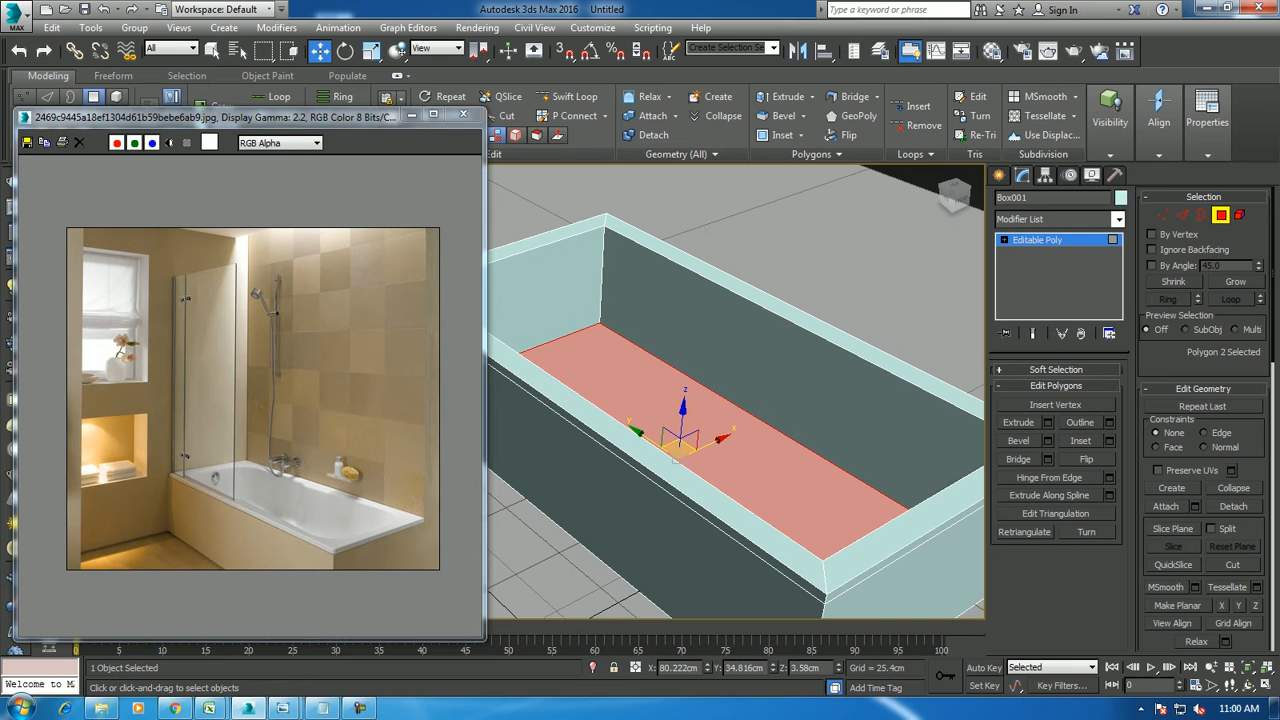 Workspace: Default
Autodesk 3ds Max 2016 Untitled
Type a keyword or phrase
Sign In
MAX
Edit Tools Group Views Create Modifiers Animation Graph Editors Rendering Civil View Customize Scripting Help
All
View
Create Selection Se
Modeling Freeform Selection Object Paint Populate
Loop Ring Repeat QSlice Swift Loop Relax Create Extrude Bridge Edit MSmooth
Cut P Connect Attach Collapse Bevel GeoPoly Insert Re-Tri Tessellate
Detach Inset Flip Remove
Visibility Align Properties
Edit Geometry (All) Polygons Loops Tris Subdivision
2469c9445a18ef1304d61b59bebe6ab9.jpg, Display Gamma: 2.2, RGB Color 8 Bits/C...
RGB Alpha
z
y
x
Box001
Modifier List
Editable Poly
Soft Selection
Edit Polygons
Insert Vertex
Extrude Outline
Bevel Inset
Bridge Flip
Hinge From Edge
Extrude Along Spline
Edit Triangulation
Retriangulate Turn
Selection
By Vertex
Ignore Backfacing
By Angle: 45.0
Shrink Grow
Ring Loop
Preview Selection
Off SubObj Multi
Polygon 2 Selected
Edit Geometry
Repeat Last
Constraints
None Edge
Face Normal
Preserve UVs
Create Collapse
Attach Detach
Slice Plane Split
Slice Reset Plane
QuickSlice Cut
MSmooth Tessellate
Make Planar X Y Z
View Align Grid Align
Relax
0 5 10 15 20 25 30 35 40 45 50 55 60 65 70 75 80 85 90 95 100
1 Object Selected
X: 80.222cm Y: 34.816cm Z: 3.58cm Grid = 25.4cm
Auto Key Selected
Welcome to M
Click or click-and-drag to select objects
Add Time Tag
Set Key Key Filters... 0
11:00 AM